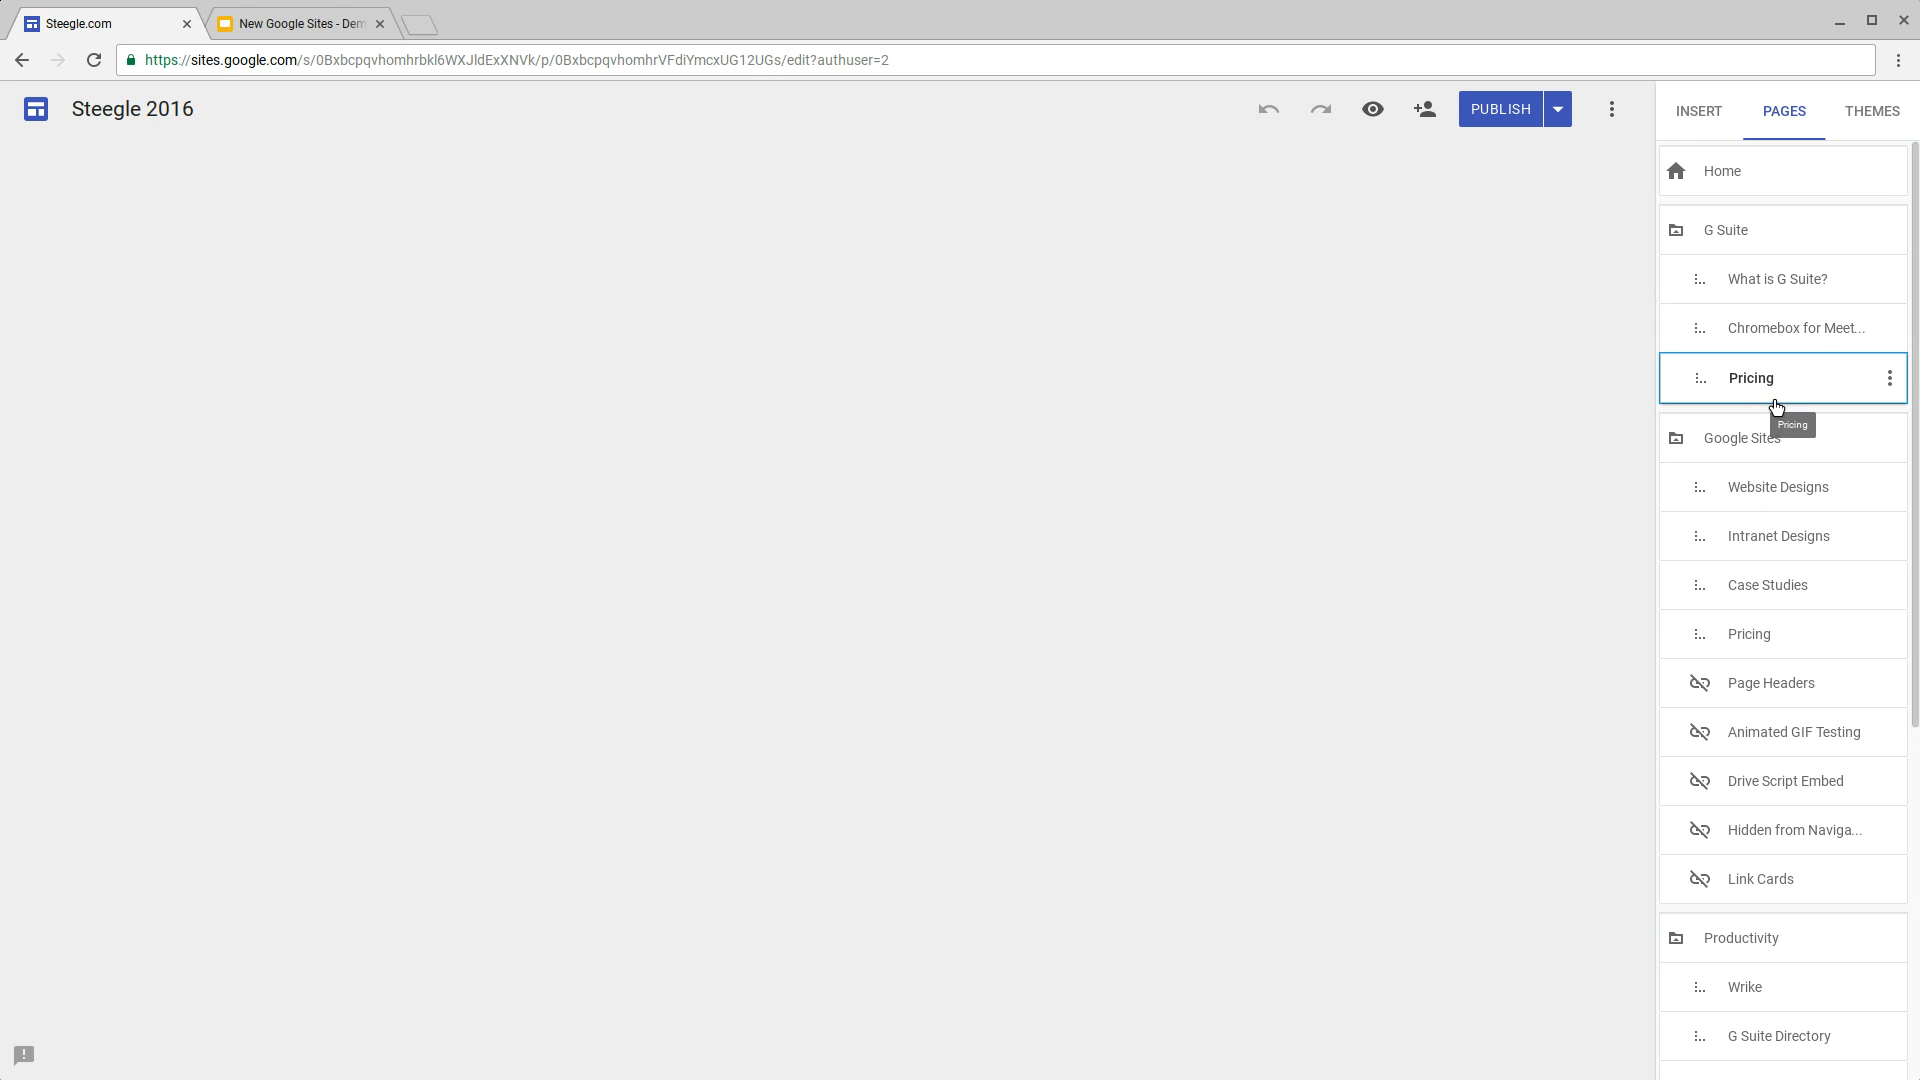 Steegle.com
New Google Sites - Dem
https://sites.google.com/s/0Bxbcpqvhomhrbkl6WXJldExXNVk/p/0BxbcpqvhomhrVFdiYmcxUG12UGs/edit?authuser=2
Steegle 2016
PUBLISH
INSERT
PAGES
THEMES
Home
G Suite
What is G Suite?
Chromebox for Meet...
Pricing
Pricing
Google Sites
Website Designs
Intranet Designs
Case Studies
Pricing
Page Headers
Animated GIF Testing
Drive Script Embed
Hidden from Naviga...
Link Cards
Productivity
Wrike
G Suite Directory